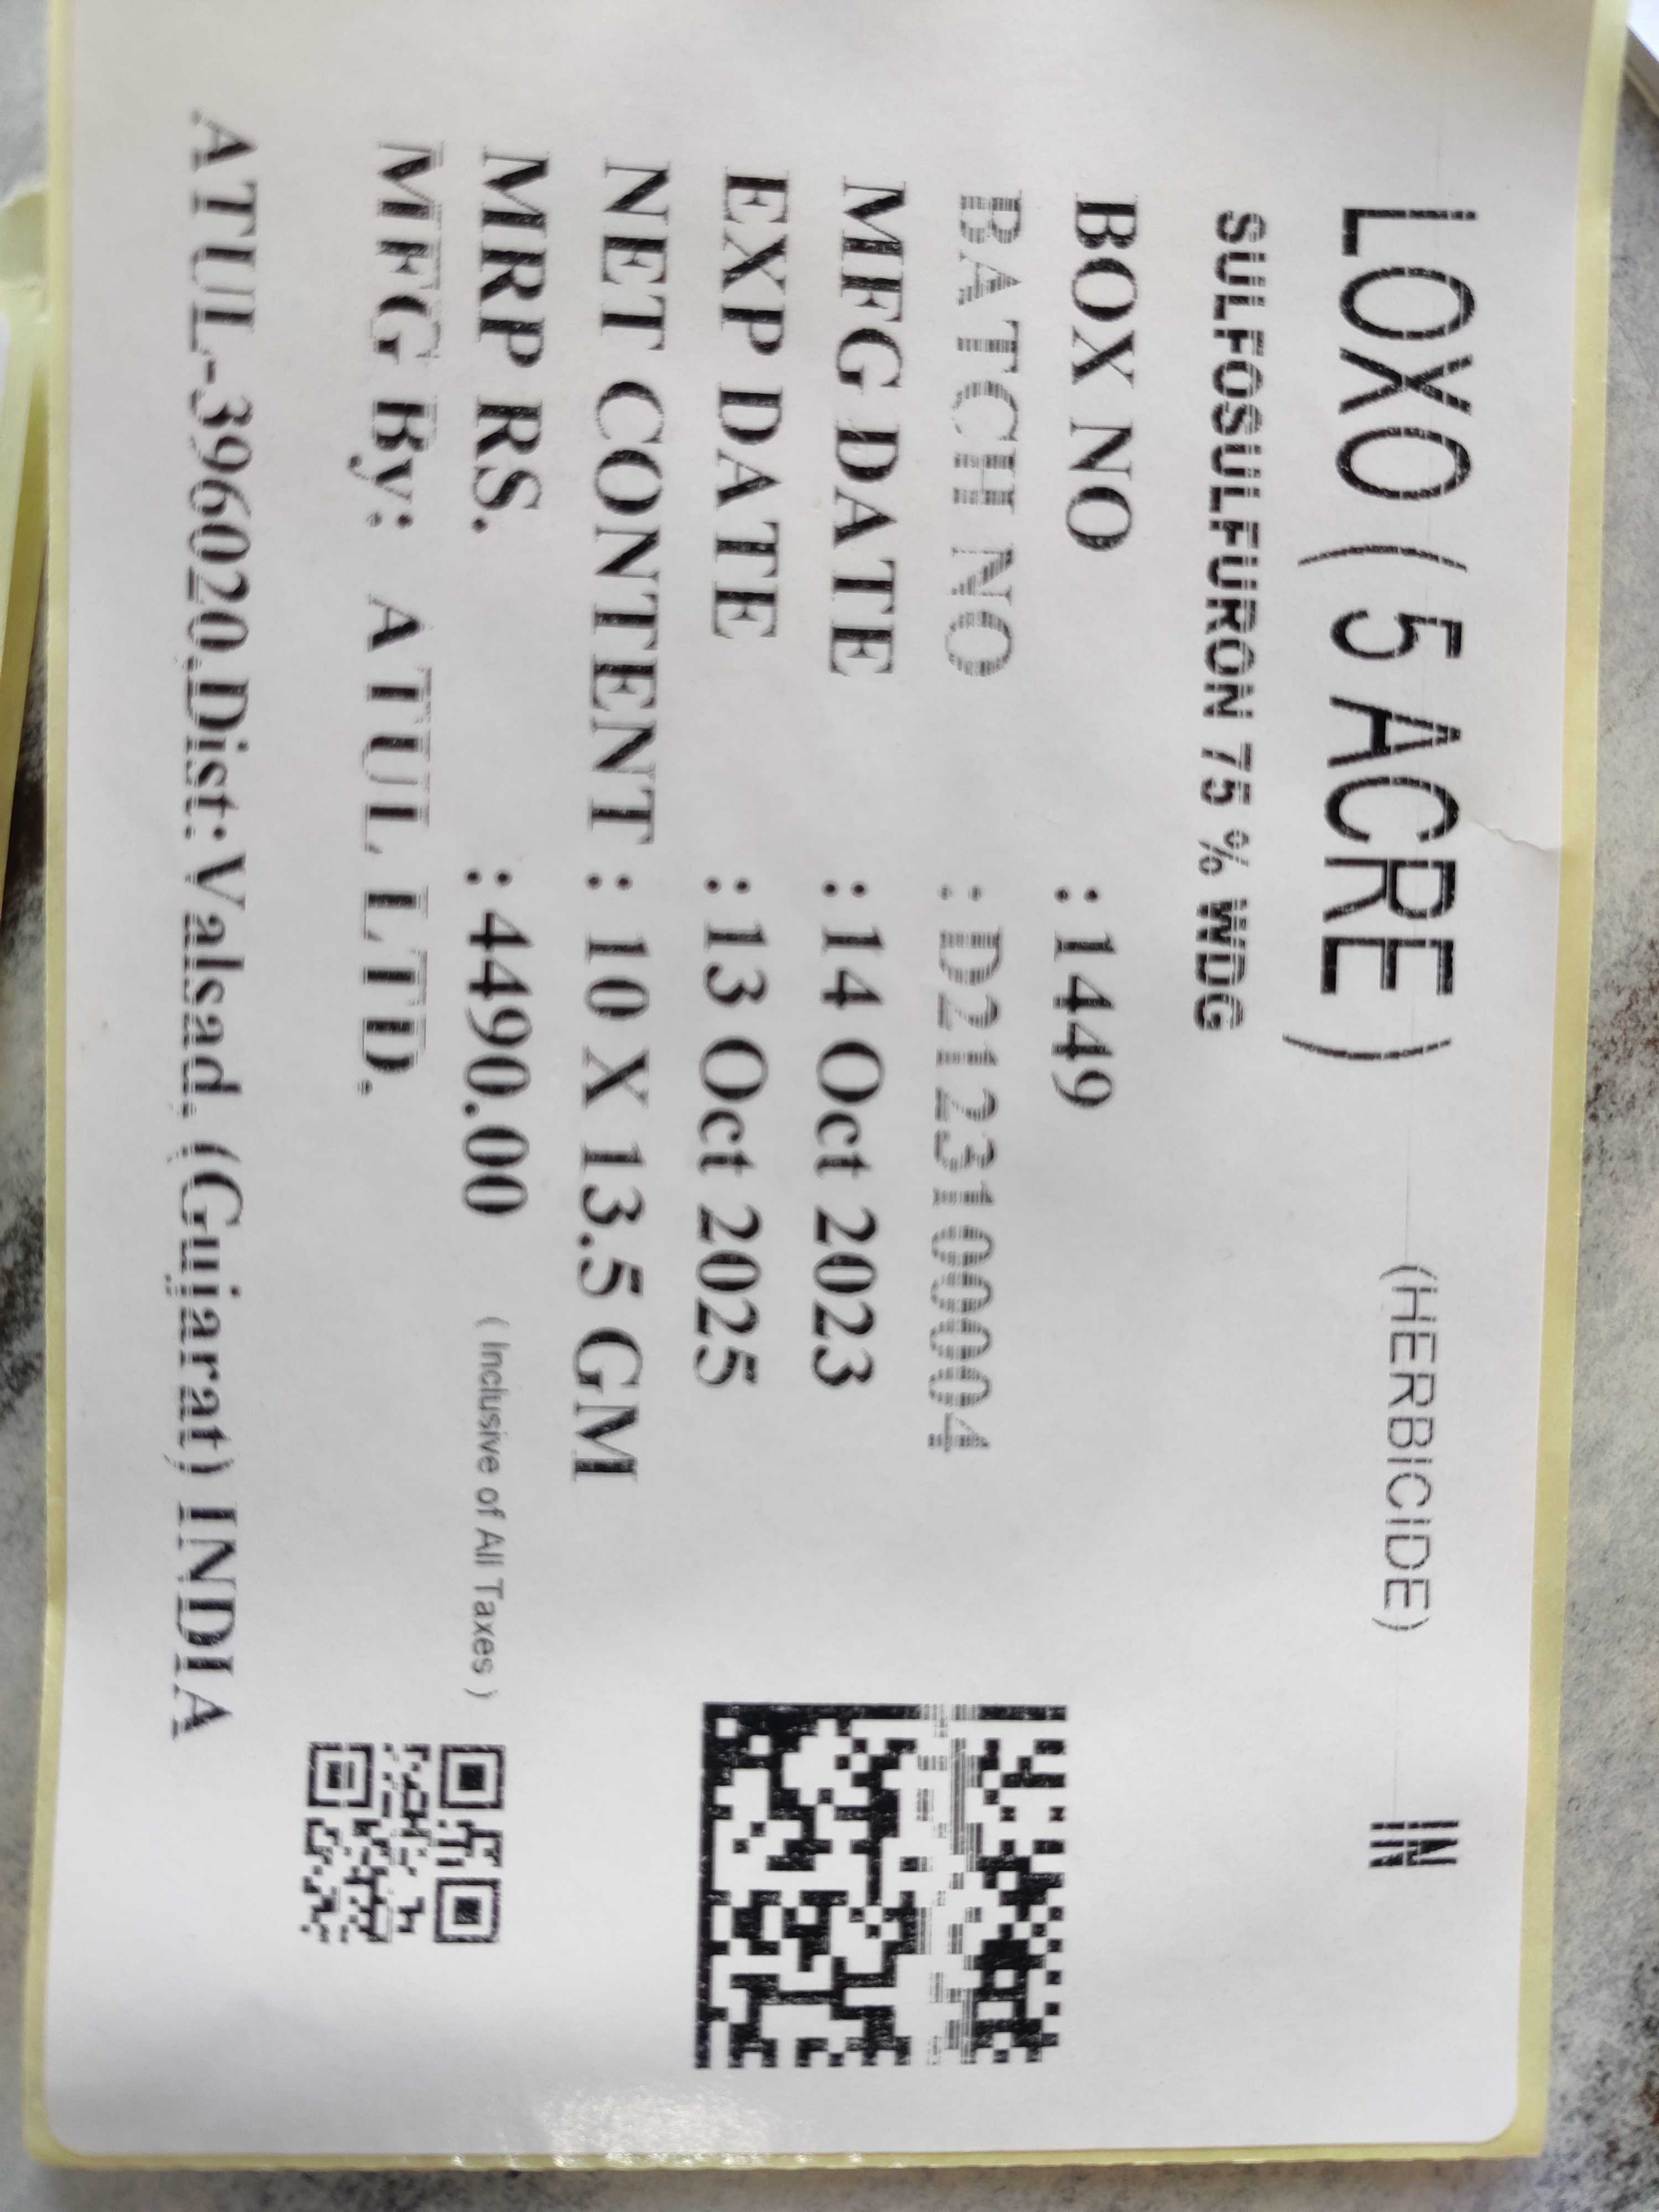 LOXO ( 5 ACRE ) (HERBICIDE) IN
SULFOSULFURON 75 % WDG
BOX NO : 1449
BATCH NO : D212310004
MFG DATE : 14 Oct 2023
EXP DATE : 13 Oct 2025
NET CONTENT : 10 X 13.5 GM
MRP RS. : 4490.00 ( Inclusive of All Taxes )
MFG By: ATUL LTD.
ATUL-396020,Dist:Valsad, (Gujarat) INDIA